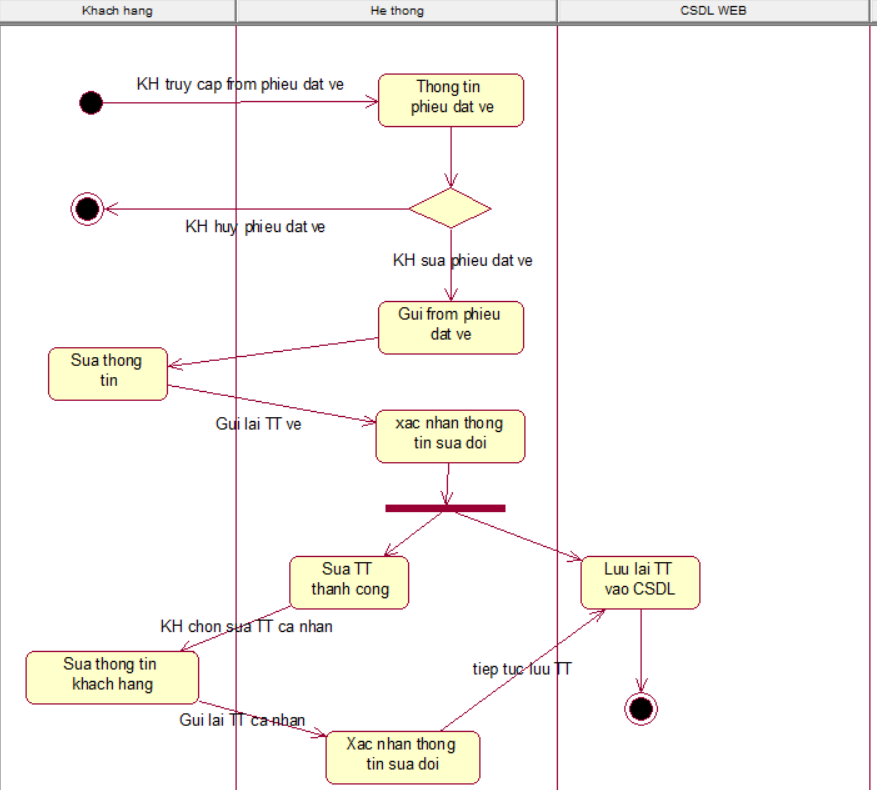 Khach hang
He thong
CSDL WEB
KH truy cap from phieu dat ve
Thong tin
phieu dat ve
KH huy phieu dat ve
KH sua phieu dat ve
Gui from phieu
dat ve
Sua thong
tin
Gui lai TT ve
xac nhan thong
tin sua doi
Sua TT
thanh cong
Luu lai TT
vao CSDL
KH chon sua TT ca nhan
Sua thong tin
khach hang
tiep tuc luu TT
Gui lai TT ca nhan
Xac nhan thong
tin sua doi